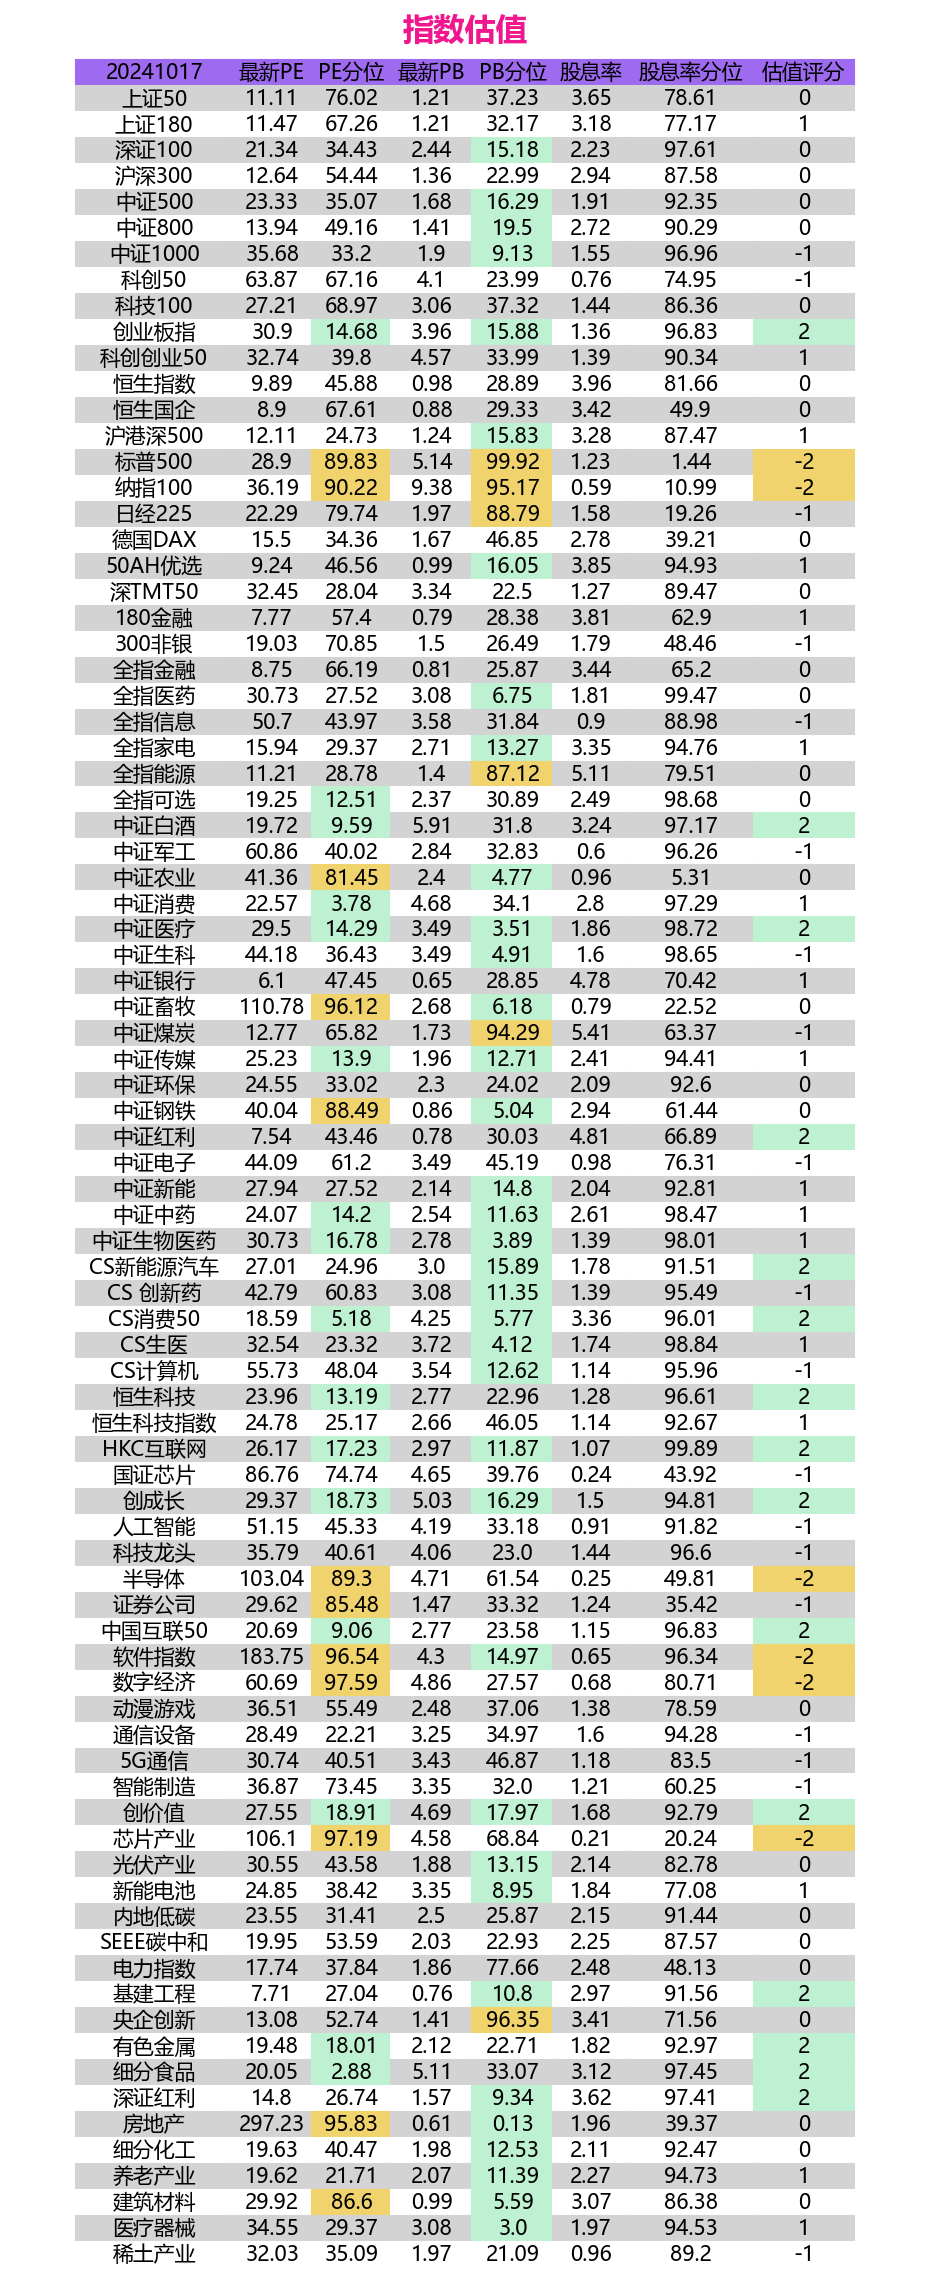 指数估值
20241017 最新PE PE分位 最新PB PB分位 股息率 股息率分位 估值评分
上证50 11.11 76.02 1.21 37.23 3.65 78.61 0
上证180 11.47 67.26 1.21 32.17 3.18 77.17 1
深证100 21.34 34.43 2.44 15.18 2.23 97.61 0
沪深300 12.64 54.44 1.36 22.99 2.94 87.58 0
中证500 23.33 35.07 1.68 16.29 1.91 92.35 0
中证800 13.94 49.16 1.41 19.5 2.72 90.29 0
中证1000 35.68 33.2 1.9 9.13 1.55 96.96 -1
科创50 63.87 67.16 4.1 23.99 0.76 74.95 -1
科技100 27.21 68.97 3.06 37.32 1.44 86.36 0
创业板指 30.9 14.68 3.96 15.88 1.36 96.83 2
科创创业50 32.74 39.8 4.57 33.99 1.39 90.34 1
恒生指数 9.89 45.88 0.98 28.89 3.96 81.66 0
恒生国企 8.9 67.61 0.88 29.33 3.42 49.9 0
沪港深500 12.11 24.73 1.24 15.83 3.28 87.47 1
标普500 28.9 89.83 5.14 99.92 1.23 1.44 -2
纳指100 36.19 90.22 9.38 95.17 0.59 10.99 -2
日经225 22.29 79.74 1.97 88.79 1.58 19.26 -1
德国DAX 15.5 34.36 1.67 46.85 2.78 39.21 0
50AH优选 9.24 46.56 0.99 16.05 3.85 94.93 1
深TMT50 32.45 28.04 3.34 22.5 1.27 89.47 0
180金融 7.77 57.4 0.79 28.38 3.81 62.9 1
300非银 19.03 70.85 1.5 26.49 1.79 48.46 -1
全指金融 8.75 66.19 0.81 25.87 3.44 65.2 0
全指医药 30.73 27.52 3.08 6.75 1.81 99.47 0
全指信息 50.7 43.97 3.58 31.84 0.9 88.98 -1
全指家电 15.94 29.37 2.71 13.27 3.35 94.76 1
全指能源 11.21 28.78 1.4 87.12 5.11 79.51 0
全指可选 19.25 12.51 2.37 30.89 2.49 98.68 0
中证白酒 19.72 9.59 5.91 31.8 3.24 97.17 2
中证军工 60.86 40.02 2.84 32.83 0.6 96.26 -1
中证农业 41.36 81.45 2.4 4.77 0.96 5.31 0
中证消费 22.57 3.78 4.68 34.1 2.8 97.29 1
中证医疗 29.5 14.29 3.49 3.51 1.86 98.72 2
中证生科 44.18 36.43 3.49 4.91 1.6 98.65 -1
中证银行 6.1 47.45 0.65 28.85 4.78 70.42 1
中证畜牧 110.78 96.12 2.68 6.18 0.79 22.52 0
中证煤炭 12.77 65.82 1.73 94.29 5.41 63.37 -1
中证传媒 25.23 13.9 1.96 12.71 2.41 94.41 1
中证环保 24.55 33.02 2.3 24.02 2.09 92.6 0
中证钢铁 40.04 88.49 0.86 5.04 2.94 61.44 0
中证红利 7.54 43.46 0.78 30.03 4.81 66.89 2
中证电子 44.09 61.2 3.49 45.19 0.98 76.31 -1
中证新能 27.94 27.52 2.14 14.8 2.04 92.81 1
中证中药 24.07 14.2 2.54 11.63 2.61 98.47 1
中证生物医药 30.73 16.78 2.78 3.89 1.39 98.01 1
CS新能源汽车 27.01 24.96 3.0 15.89 1.78 91.51 2
CS 创新药 42.79 60.83 3.08 11.35 1.39 95.49 -1
CS消费50 18.59 5.18 4.25 5.77 3.36 96.01 2
CS生医 32.54 23.32 3.72 4.12 1.74 98.84 1
CS计算机 55.73 48.04 3.54 12.62 1.14 95.96 -1
恒生科技 23.96 13.19 2.77 22.96 1.28 96.61 2
恒生科技指数 24.78 25.17 2.66 46.05 1.14 92.67 1
HKC互联网 26.17 17.23 2.97 11.87 1.07 99.89 2
国证芯片 86.76 74.74 4.65 39.76 0.24 43.92 -1
创成长 29.37 18.73 5.03 16.29 1.5 94.81 2
人工智能 51.15 45.33 4.19 33.18 0.91 91.82 -1
科技龙头 35.79 40.61 4.06 23.0 1.44 96.6 -1
半导体 103.04 89.3 4.71 61.54 0.25 49.81 -2
证券公司 29.62 85.48 1.47 33.32 1.24 35.42 -1
中国互联50 20.69 9.06 2.77 23.58 1.15 96.83 2
软件指数 183.75 96.54 4.3 14.97 0.65 96.34 -2
数字经济 60.69 97.59 4.86 27.57 0.68 80.71 -2
动漫游戏 36.51 55.49 2.48 37.06 1.38 78.59 0
通信设备 28.49 22.21 3.25 34.97 1.6 94.28 -1
5G通信 30.74 40.51 3.43 46.87 1.18 83.5 -1
智能制造 36.87 73.45 3.35 32.0 1.21 60.25 -1
创价值 27.55 18.91 4.69 17.97 1.68 92.79 2
芯片产业 106.1 97.19 4.58 68.84 0.21 20.24 -2
光伏产业 30.55 43.58 1.88 13.15 2.14 82.78 0
新能电池 24.85 38.42 3.35 8.95 1.84 77.08 1
内地低碳 23.55 31.41 2.5 25.87 2.15 91.44 0
SEEE碳中和 19.95 53.59 2.03 22.93 2.25 87.57 0
电力指数 17.74 37.84 1.86 77.66 2.48 48.13 0
基建工程 7.71 27.04 0.76 10.8 2.97 91.56 2
央企创新 13.08 52.74 1.41 96.35 3.41 71.56 0
有色金属 19.48 18.01 2.12 22.71 1.82 92.97 2
细分食品 20.05 2.88 5.11 33.07 3.12 97.45 2
深证红利 14.8 26.74 1.57 9.34 3.62 97.41 2
房地产 297.23 95.83 0.61 0.13 1.96 39.37 0
细分化工 19.63 40.47 1.98 12.53 2.11 92.47 0
养老产业 19.62 21.71 2.07 11.39 2.27 94.73 1
建筑材料 29.92 86.6 0.99 5.59 3.07 86.38 0
医疗器械 34.55 29.37 3.08 3.0 1.97 94.53 1
稀土产业 32.03 35.09 1.97 21.09 0.96 89.2 -1